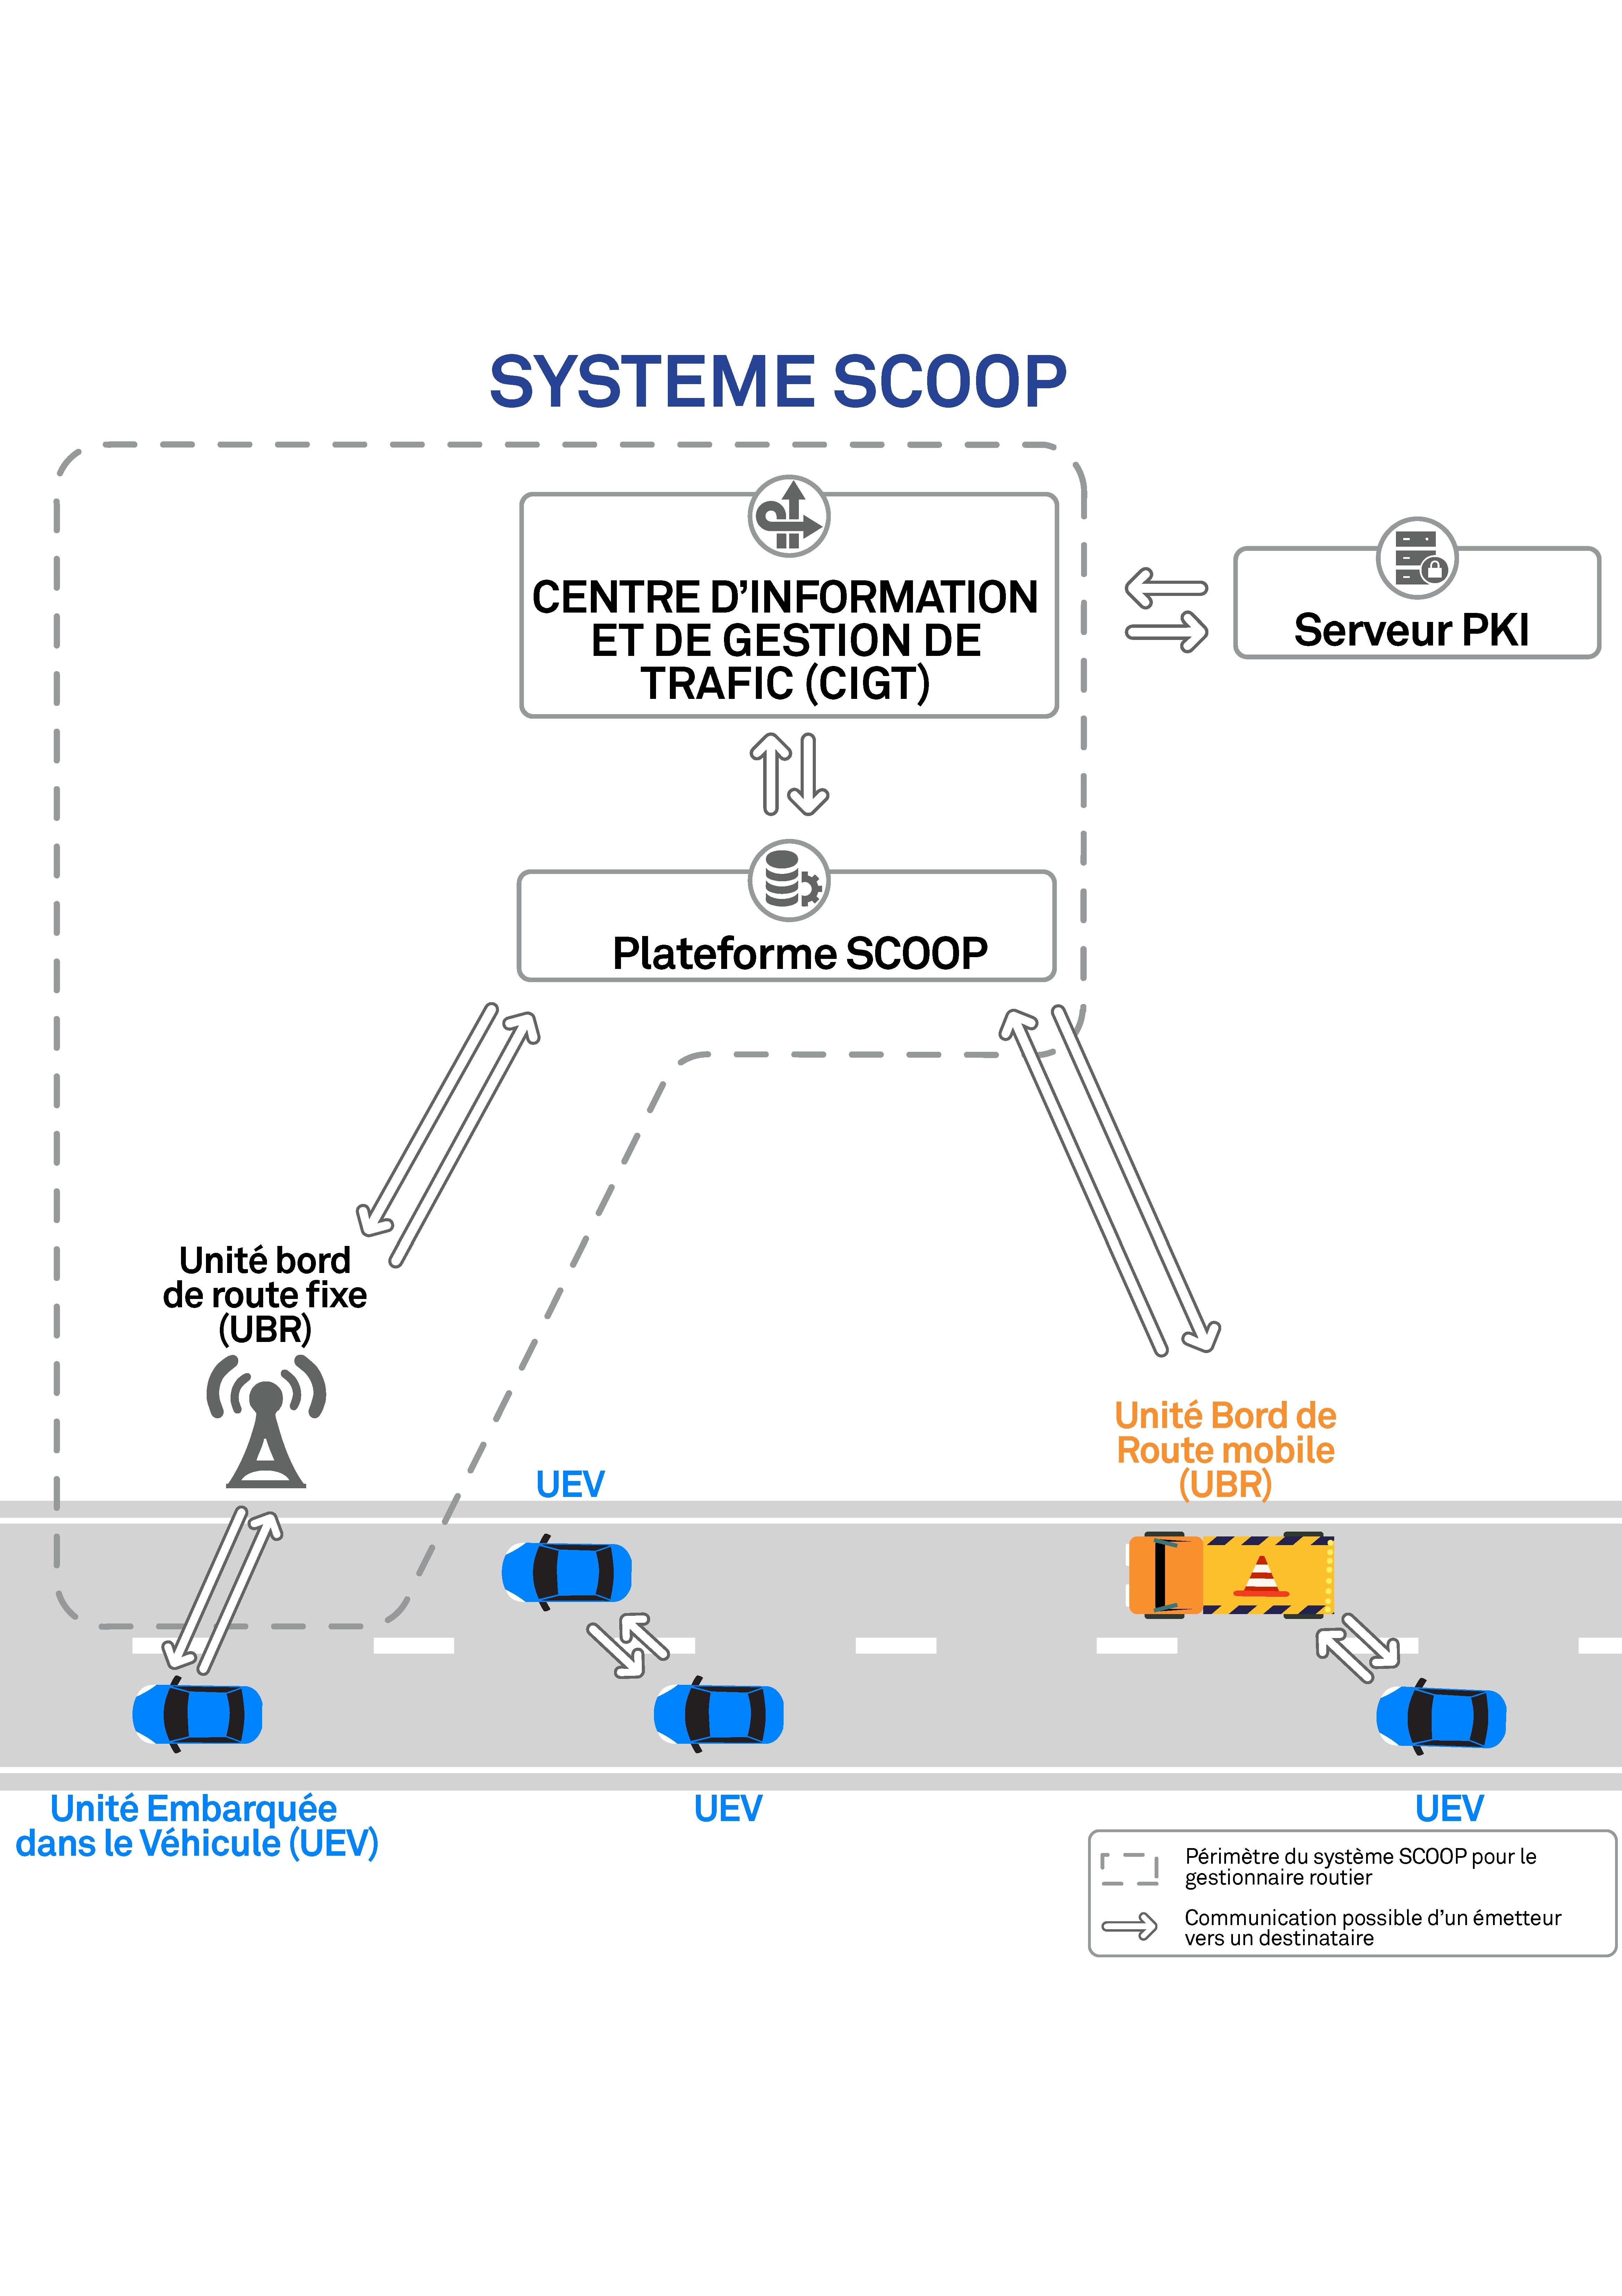 SYSTEME SCOOP
CENTRE D’INFORMATION
ET DE GESTION DE
TRAFIC (CIGT)
Serveur PKI
Plateforme SCOOP
Unité bord
de route fixe
(UBR)
Unité Bord de
Route mobile
(UBR)
UEV
Unité Embarquée
dans le Véhicule (UEV)
UEV
UEV
Périmètre du système SCOOP pour le
gestionnaire routier
Communication possible d’un émetteur
vers un destinataire